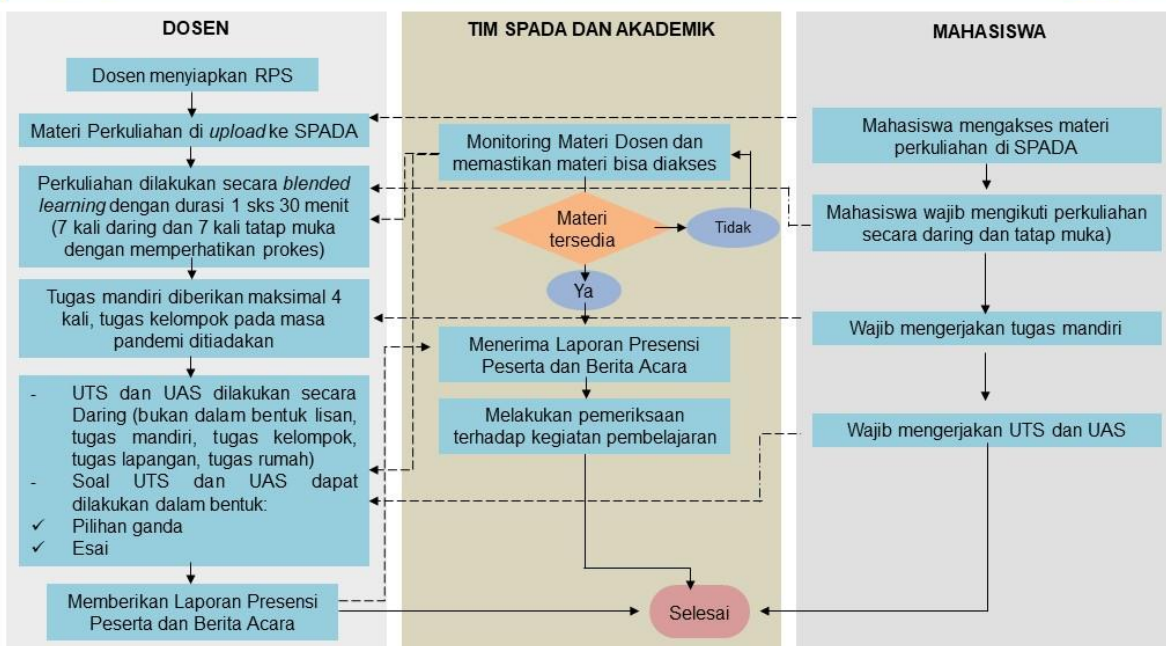 DOSEN
Dosen menyiapkan RPS
Materi Perkuliahan di upload ke SPADA
Perkuliahan dilakukan secara blended
learning dengan durasi 1 sks 30 menit
(7 kali daring dan 7 kali tatap muka
dengan memperhatikan prokes)
Tugas mandiri diberikan maksimal 4
kali, tugas kelompok pada masa
pandemi ditiadakan
- UTS dan UAS dilakukan secara
Daring (bukan dalam bentuk lisan,
tugas mandiri, tugas kelompok,
tugas lapangan, tugas rumah)
- Soal UTS dan UAS dapat
dilakukan dalam bentuk:
✓ Pilihan ganda
✓ Esai
Memberikan Laporan Presensi
Peserta dan Berita Acara
TIM SPADA DAN AKADEMIK
Monitoring Materi Dosen dan
memastikan materi bisa diakses
Materi
tersedia
Tidak
Ya
Menerima Laporan Presensi
Peserta dan Berita Acara
Melakukan pemeriksaan
terhadap kegiatan pembelajaran
Selesai
MAHASISWA
Mahasiswa mengakses materi
perkuliahan di SPADA
Mahasiswa wajib mengikuti perkuliahan
secara daring dan tatap muka)
Wajib mengerjakan tugas mandiri
Wajib mengerjakan UTS dan UAS